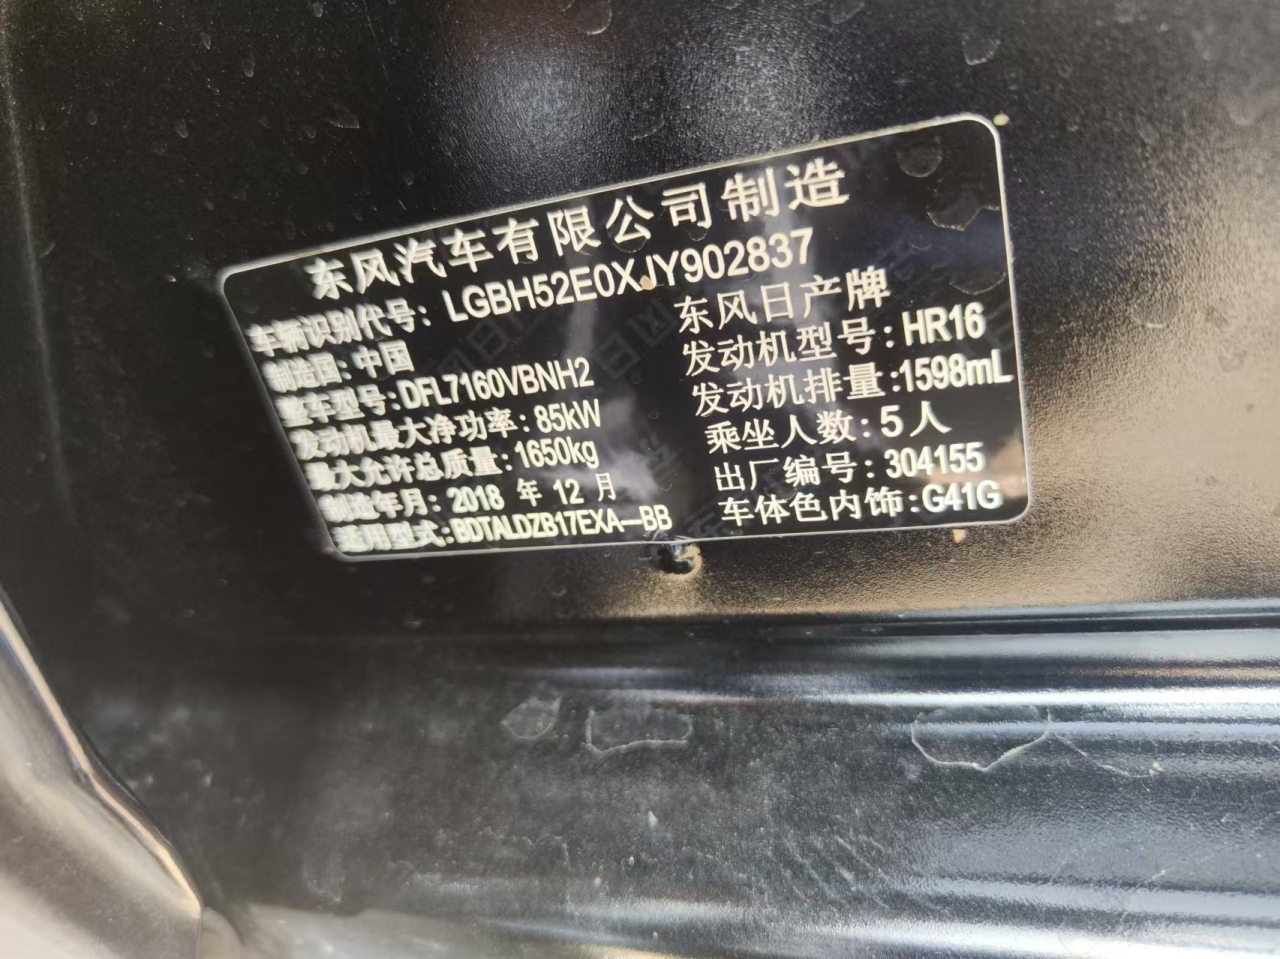 东风汽车有限公司制造
车辆识别代号: LGBH52E0XJY902837
制造国: 中国
东风日产牌
整车型号: DFL7160VBNH2
发动机型号: HR16
发动机最大净功率: 85kW
发动机排量: 1598mL
最大允许总质量: 1650kg
乘坐人数: 5人
制造年月: 2018 年 12 月
出厂编号: 304155
适用型式: BDTALDZB17EXA—BB
车体色内饰: G41G